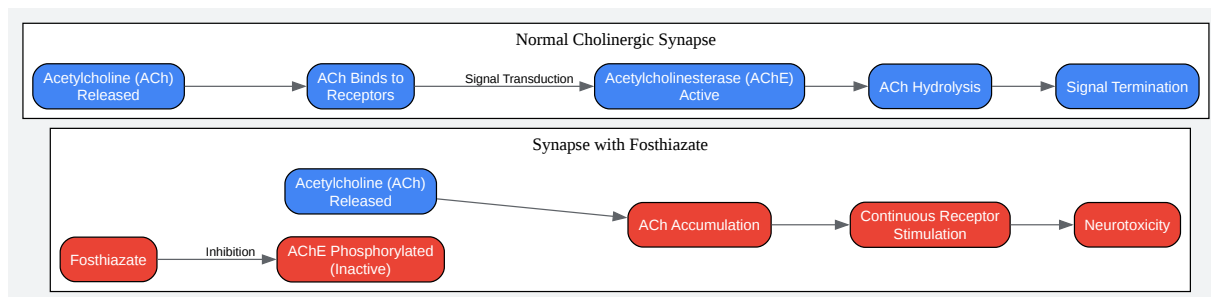 Normal Cholinergic Synapse
Acetylcholine (ACh)
Released
ACh Binds to
Receptors
Signal Transduction
Acetylcholinesterase (AChE)
Active
ACh Hydrolysis
Signal Termination
Synapse with Fosthiazate
Acetylcholine (ACh)
Released
ACh Accumulation
Continuous Receptor
Stimulation
Neurotoxicity
Fosthiazate
Inhibition
AChE Phosphorylated
(Inactive)